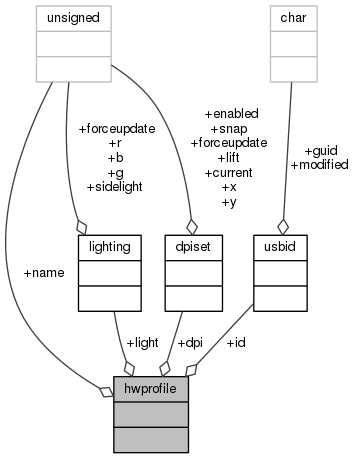 unsigned
char
+forceupdate
+r
+b
+g
+sidelight
+enabled
+snap
+forceupdate
+lift
+current
+x
+y
+guid
+modified
+name
lighting
dpiset
usbid
+light
+dpi
+id
hwprofile